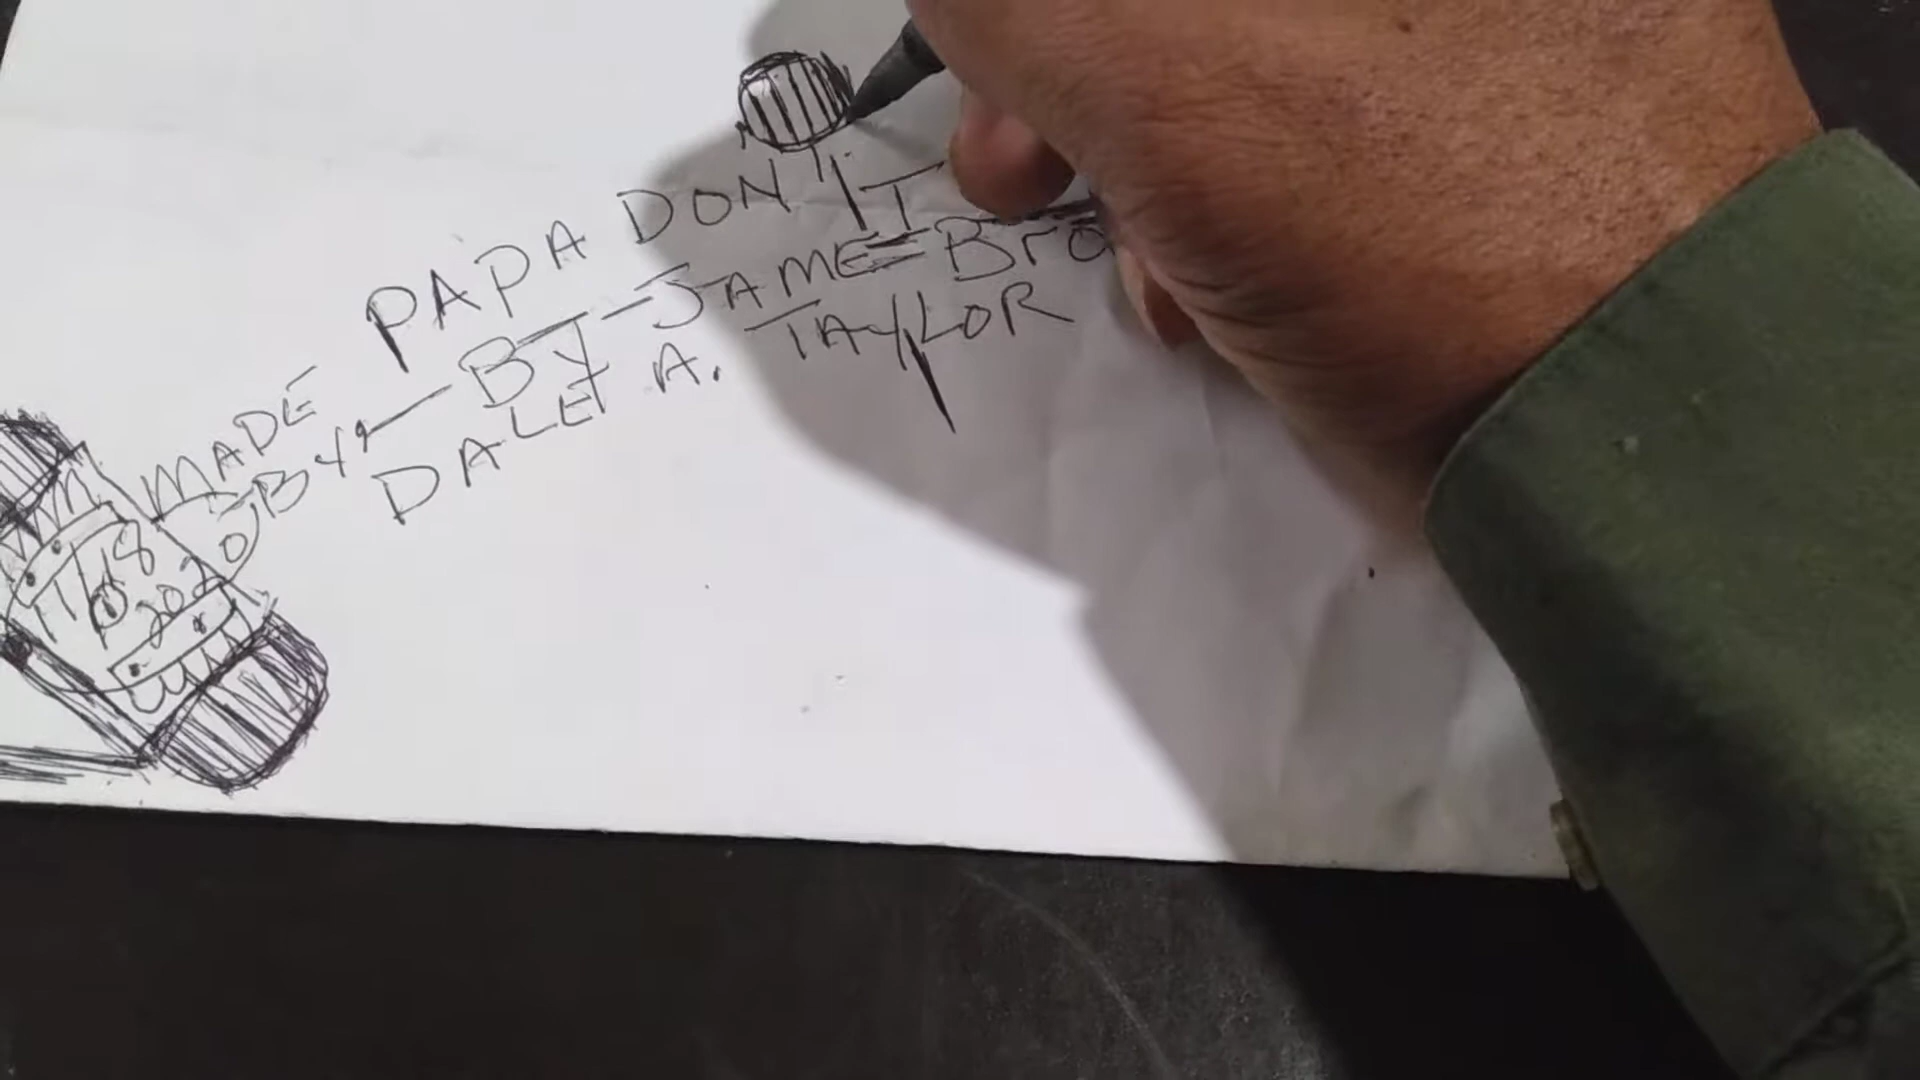 PAPA DON'T
MADE BY - BY - JAME= Bro
DALE A. TAYLOR
11/18
2020